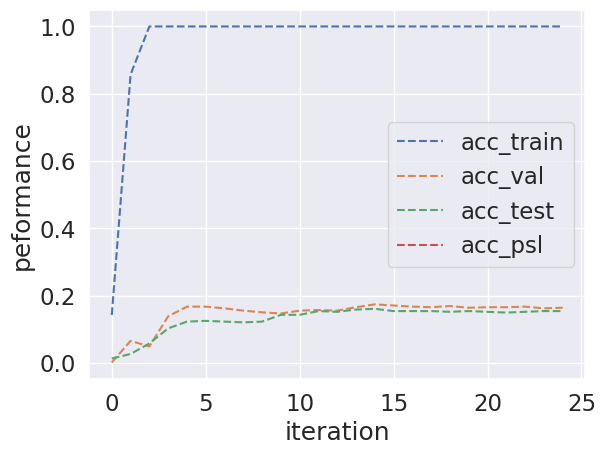 1.0
0.8
0.6
0.4
0.2
0.0
peformance
acc_train
acc_val
acc_test
acc_psl
0 5 10 15 20 25
iteration